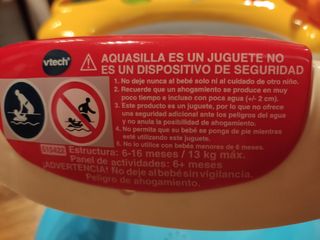 vtech
AQUASILLA ES UN JUGUETE NO
ES UN DISPOSITIVO DE SEGURIDAD
1. No deje nunca al bebé solo ni al cuidado de otro niño.
2. Recuerde que un ahogamiento se produce en muy
poco tiempo e incluso con poca agua (+/- 2 cm).
3. Este producto es un juguete, por lo que no ofrece
una seguridad adicional ante los peligros del agua
y no anula la posibilidad de ahogamiento.
4. No permita que su bebé se ponga de pie mientras
esté utilizando este juguete.
5. No lo utilice con bebés menores de 6 meses.
515422 Estructura: 6-16 meses / 13 kg máx.
Panel de actividades: 6+ meses
¡ADVERTENCIA! No deje al bebé sin vigilancia.
Peligro de ahogamiento.